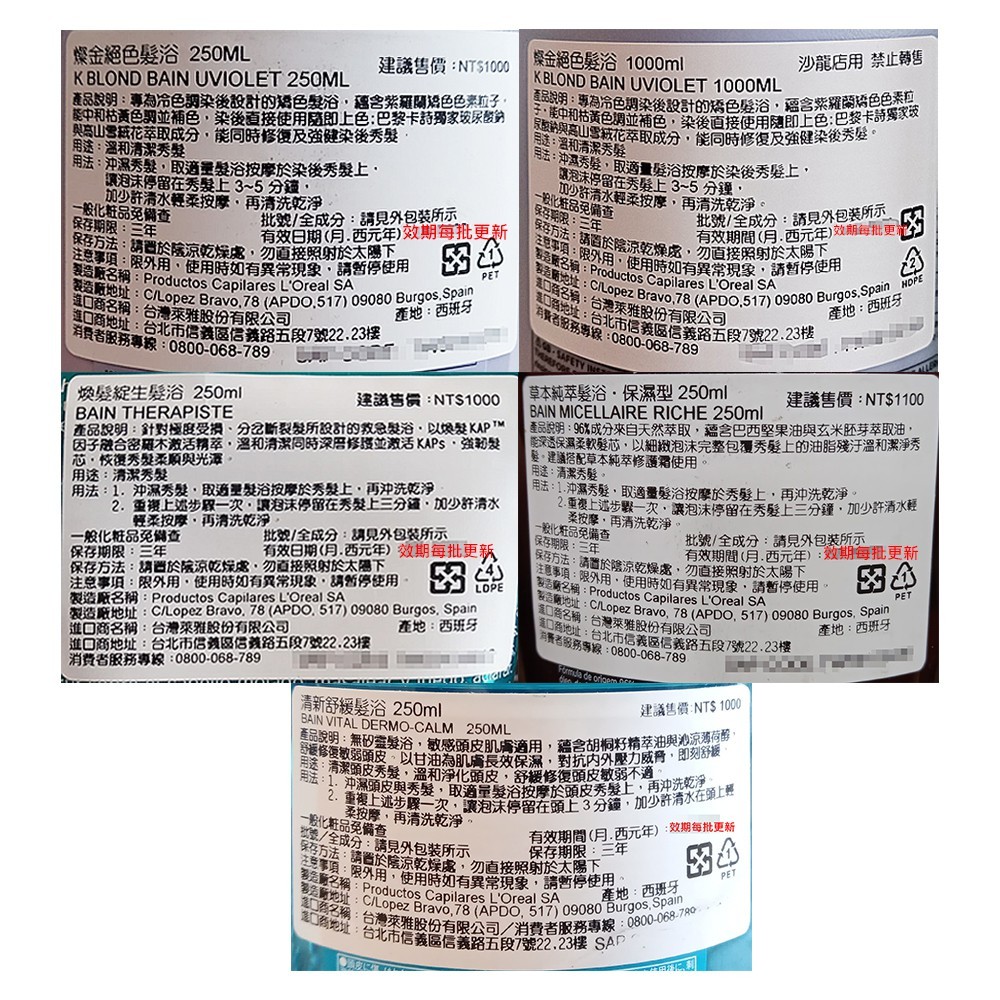 燦金絕色髮浴 250ML
建議售價:NT$1000
K BLOND BAIN UVIOLET 250ML
產品說明:專為冷色調染後設計的矯色髮浴,蘊含紫羅蘭矯色色素粒子,
能中和枯黃色調並補色,染後直接使用隨即上色;巴黎卡詩獨家玻尿酸鈉
與高山雪絨花萃取成分,能同時修復及強健染後秀髮
用途:溫和清潔秀髮
用法:沖濕秀髮,取適量髮浴按摩於染後秀髮上,
讓泡沫停留在秀髮上 3~5 分鐘,
加少許清水輕柔按摩,再清洗乾淨。
一般化粧品免備查
批號/全成分:請見外包裝所示
保存期限:三年
有效日期(月.西元年)效期每批更新
保存方法:請置於陰涼乾燥處,勿直接照射於太陽下
注意事項:限外用,使用時如有異常現象,請暫停使用
1 PET
製造廠名稱:Productos Capilares L'Oreal SA
製造廠地址:C/Lopez Bravo,78 (APDO,517) 09080 Burgos,Spain
進口商名稱:台灣萊雅股份有限公司
產地:西班牙
進口商地址:台北市信義區信義路五段7號22.23樓
消費者服務專線:0800-068-789
燦金絕色髮浴 1000ml
沙龍店用 禁止轉售
K BLOND BAIN UVIOLET 1000ML
產品說明:專為冷色調染後設計的矯色髮浴,蘊含紫羅蘭矯色色素粒
子,能中和枯黃色調並補色,染後直接使用隨即上色;巴黎卡詩獨家玻
尿酸鈉與高山雪絨花萃取成分,能同時修復及強健染後秀髮。
用途:溫和清潔秀髮
用法:沖濕秀髮,取適量髮浴按摩於染後秀髮上,
讓泡沫停留在秀髮上 3~5 分鐘,
加少許清水輕柔按摩,再清洗乾淨。
一般化粧品免備查
批號/全成分:請見外包裝所示
保存期限:三年
有效期間(月.西元年)效期每批更新
保存方法:請置於陰涼乾燥處,勿直接照射於太陽下
注意事項:限外用,使用時如有異常現象,請暫停使用
2 HDPE
製造廠名稱:Productos Capilares L'Oreal SA
製造廠地址:C/Lopez Bravo,78 (APDO,517) 09080 Burgos,Spain
進口商名稱:台灣萊雅股份有限公司
產地:西班牙
進口商地址:台北市信義區信義路五段7號22.23樓
消費者服務專線:0800-068-789
煥髮綻生髮浴 250ml
建議售價:NT$1000
BAIN THERAPISTE
產品說明:針對極度受損,分岔斷裂髮所設計的救急髮浴,以煥髮KAP™
因子融合密羅木激活精萃,溫和清潔同時深層修護並激活 KAPs,強韌髮
芯,恢復秀髮柔順與光澤。
用途:清潔秀髮
用法:1. 沖濕秀髮,取適量髮浴按摩於秀髮上,再沖洗乾淨
2. 重複上述步驟一次,讓泡沫停留在秀髮上三分鐘,加少許清水
輕柔按摩,再清洗乾淨。
一般化粧品免備查
批號/全成分:請見外包裝所示
保存期限:三年
有效日期(月.西元年):效期每批更新
保存方法:請置於陰涼乾燥處,勿直接照射於太陽下
注意事項:限外用,使用時如有異常現象,請暫停使用。
4 LDPE
製造廠名稱:Productos Capilares L'Oreal SA
製造廠地址:C/Lopez Bravo, 78 (APDO, 517) 09080 Burgos, Spain
進口商名稱:台灣萊雅股份有限公司
產地:西班牙
進口商地址:台北市信義區信義路五段7號22.23樓
消費者服務專線:0800-068-789
草本純萃髮浴・保濕型 250ml
建議售價:NT$1100
BAIN MICELLAIRE RICHE 250ml
產品說明:96%成分來自天然萃取,蘊含巴西堅果油與玄米胚芽萃取油,
能深透保濕柔軟髮芯,以細緻泡沫完整包覆秀髮上的油脂殘汙溫和潔淨秀
髮。建議搭配草本純萃修護霜使用。
用途:清潔秀髮。
用法:1.沖濕秀髮,取適量髮浴按摩於秀髮上,再沖洗乾淨。
2.重複上述步驟一次,讓泡沫停留在秀髮上三分鐘,加少許清水輕
柔按摩,再清洗乾淨。
一般化粧品免備查
批號/全成分:請見外包裝所示
保存期限:三年
有效期間(月.西元年):效期每批更新
保存方法:請置於陰涼乾燥處,勿直接照射於太陽下
注意事項:限外用,使用時如有異常現象,請暫停使用。
1 PET
製造廠名稱:Productos Capilares L'Oreal SA
製造廠地址:C/Lopez Bravo, 78 (APDO, 517) 09080 Burgos, Spain
進口商名稱:台灣萊雅股份有限公司
產地:西班牙
進口商地址:台北市信義區信義路五段7號22.23樓
消費者服務專線:0800-068-789
清新舒緩髮浴 250ml
建議售價:NT$ 1000
BAIN VITAL DERMO-CALM 250ML
產品說明:無矽靈髮浴,敏感頭皮肌膚適用,蘊含胡桐籽精萃油與沁涼薄荷醇,
舒緩修復敏弱頭皮。以甘油為肌膚長效保濕,對抗內外壓力威脅,即刻舒緩
用途:清潔頭皮秀髮,溫和淨化頭皮,舒緩修復頭皮敏弱不適。
用法:1. 沖濕頭皮與秀髮,取適量髮浴按摩於頭皮秀髮上,再沖洗乾淨。
2. 重複上述步驟一次,讓泡沫停留在頭上 3 分鐘,加少許清水在頭上輕
柔按摩,再清洗乾淨。
一般化粧品免備查
有效期間(月.西元年):效期每批更新
批號/全成分:請見外包裝所示
保存期限:三年
保存方法:請置於陰涼乾燥處,勿直接照射於太陽下
注意事項:限外用,使用時如有異常現象,請暫停使用。
1 PET
製造廠名稱:Productos Capilares L'Oreal SA
產地:西班牙
製造廠地址:C/Lopez Bravo,78 (APDO, 517) 09080 Burgos,Spain
進口商名稱:台灣萊雅股份有限公司/消費者服務專線:0800-068-789
進口商地址:台北市信義區信義路五段7號22.23樓 SAP